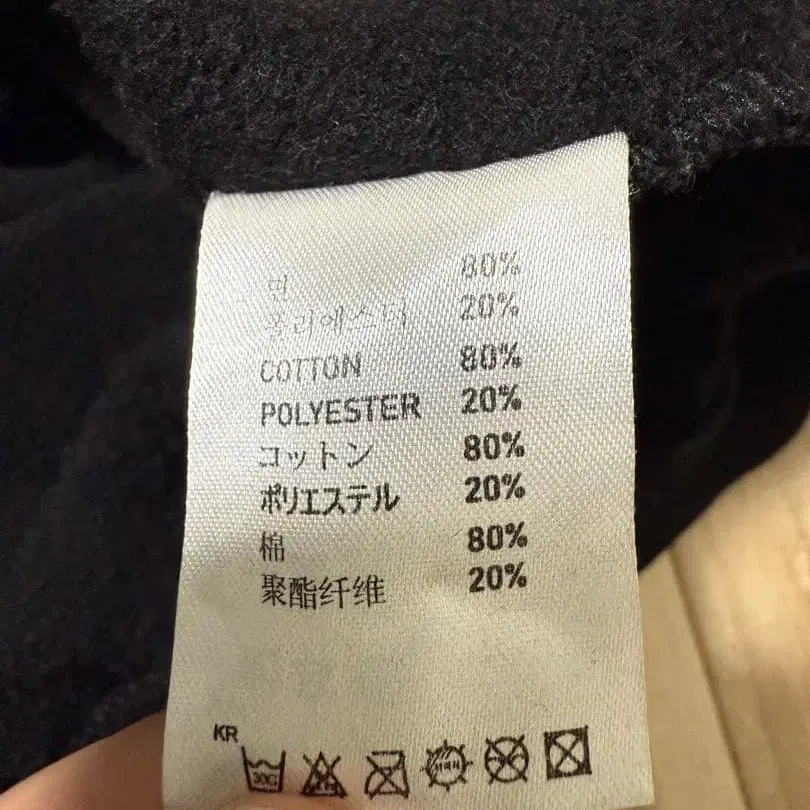 면 80%
폴리에스터 20%
COTTON 80%
POLYESTER 20%
コットン 80%
ポリエステル 20%
棉 80%
聚酯纤维 20%
KR
30C